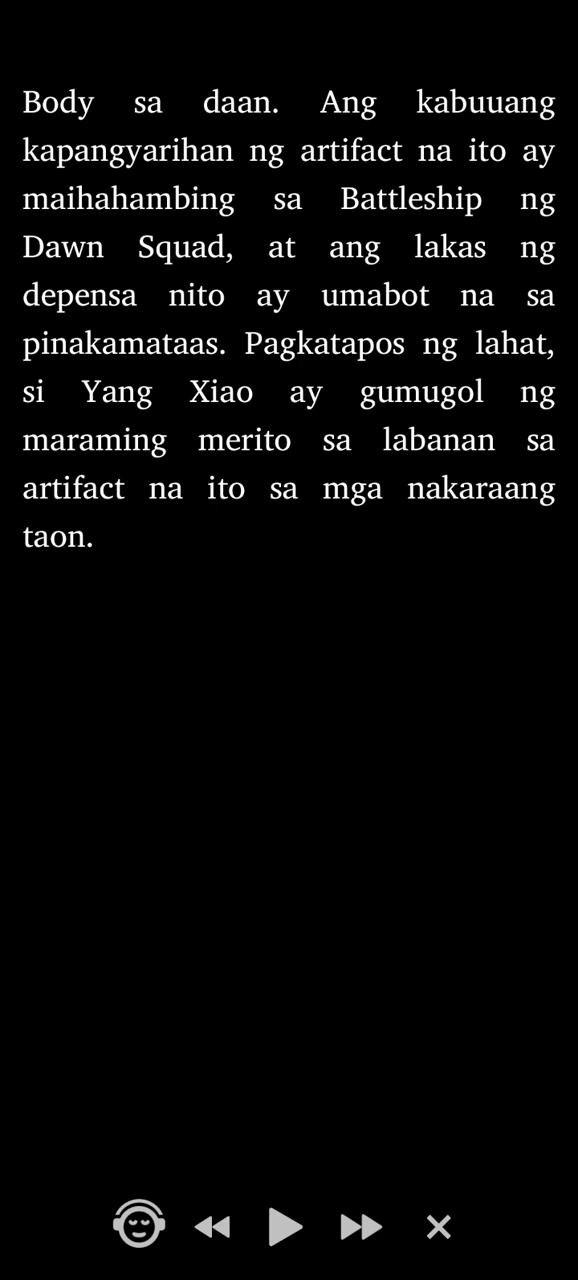 Body sa daan. Ang kabuuang
kapangyarihan ng artifact na ito ay
maihahambing sa Battleship ng
Dawn Squad, at ang lakas ng
depensa nito ay umabot na sa
pinakamataas. Pagkatapos ng lahat,
si Yang Xiao ay gumugol ng
maraming merito sa labanan sa
artifact na ito sa mga nakaraang
taon.